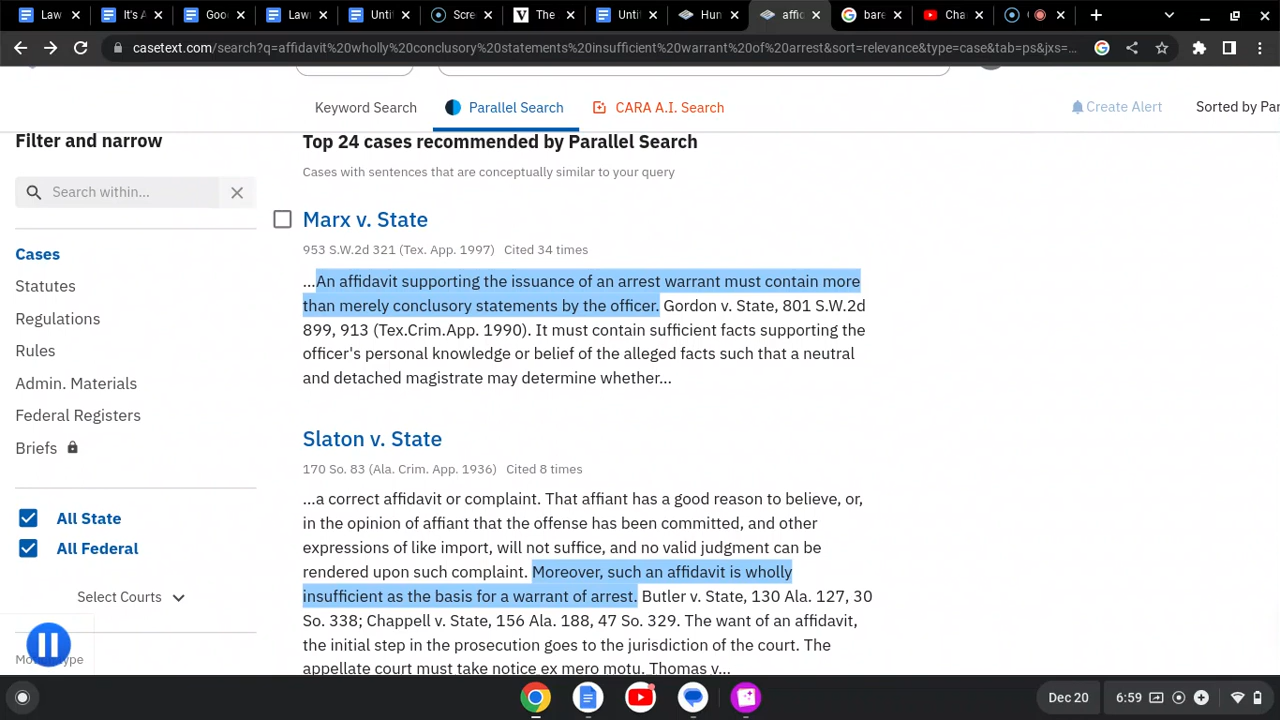 Law
It's A
Goo
Law
Unti
Scre
The
Unti
Hun
affid
bare
Cha
casetext.com/search?q=affidavit%20wholly%20conclusory%20statements%20insufficient%20warrant%20of%20arrest&sort=relevance&type=case&tab=ps&jxs=...
Keyword Search
Parallel Search
CARA A.I. Search
Create Alert
Sorted by Par
Filter and narrow
Search within...
Cases
Statutes
Regulations
Rules
Admin. Materials
Federal Registers
Briefs
All State
All Federal
Select Courts
Top 24 cases recommended by Parallel Search
Cases with sentences that are conceptually similar to your query
Marx v. State
953 S.W.2d 321 (Tex. App. 1997) Cited 34 times
...An affidavit supporting the issuance of an arrest warrant must contain more
than merely conclusory statements by the officer. Gordon v. State, 801 S.W.2d
899, 913 (Tex.Crim.App. 1990). It must contain sufficient facts supporting the
officer's personal knowledge or belief of the alleged facts such that a neutral
and detached magistrate may determine whether...
Slaton v. State
170 So. 83 (Ala. Crim. App. 1936) Cited 8 times
...a correct affidavit or complaint. That affiant has a good reason to believe, or,
in the opinion of affiant that the offense has been committed, and other
expressions of like import, will not suffice, and no valid judgment can be
rendered upon such complaint. Moreover, such an affidavit is wholly
insufficient as the basis for a warrant of arrest. Butler v. State, 130 Ala. 127, 30
So. 338; Chappell v. State, 156 Ala. 188, 47 So. 329. The want of an affidavit,
the initial step in the prosecution goes to the jurisdiction of the court. The
appellate court must take notice ex mero motu. Thomas v...
Dec 20
6:59